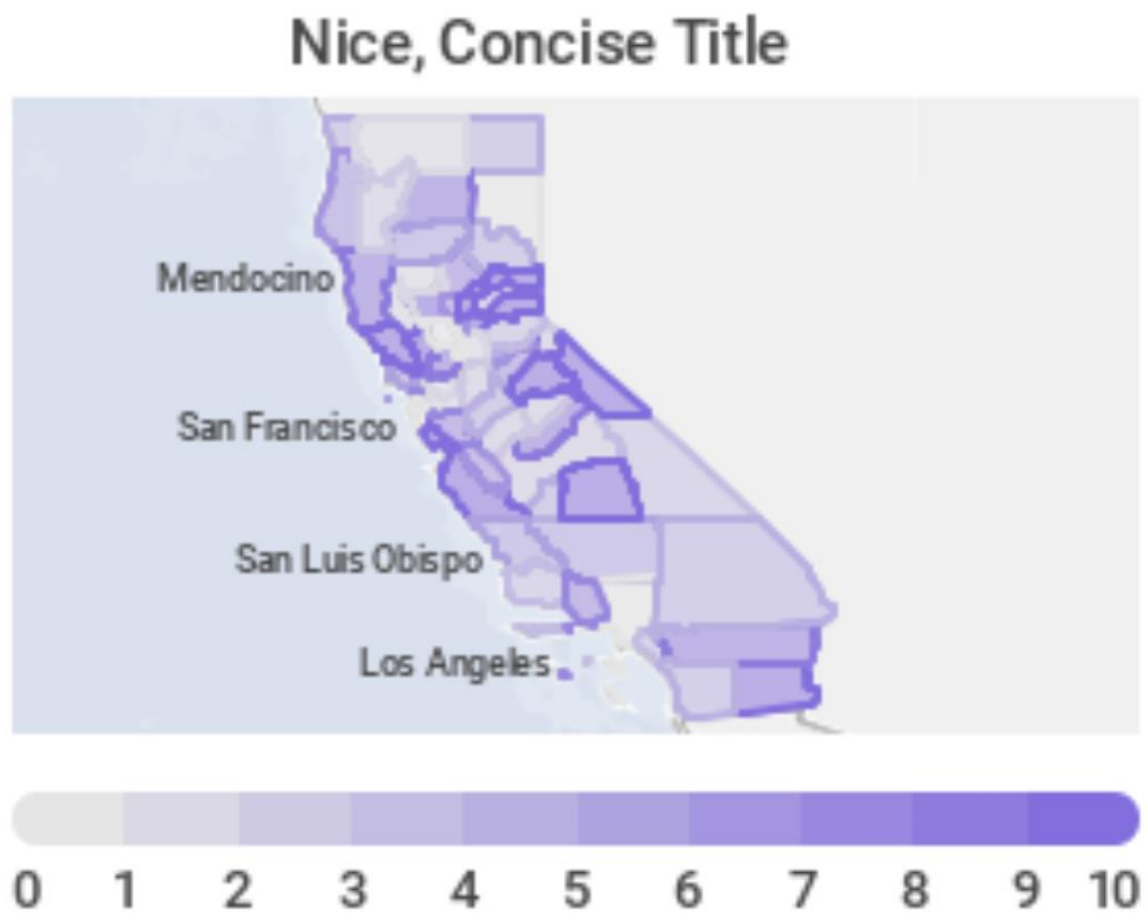 Nice, Concise Title
Mendocino
San Francisco
San Luis Obispo
Los Angeles
0 1 2 3 4 5 6 7 8 9 10